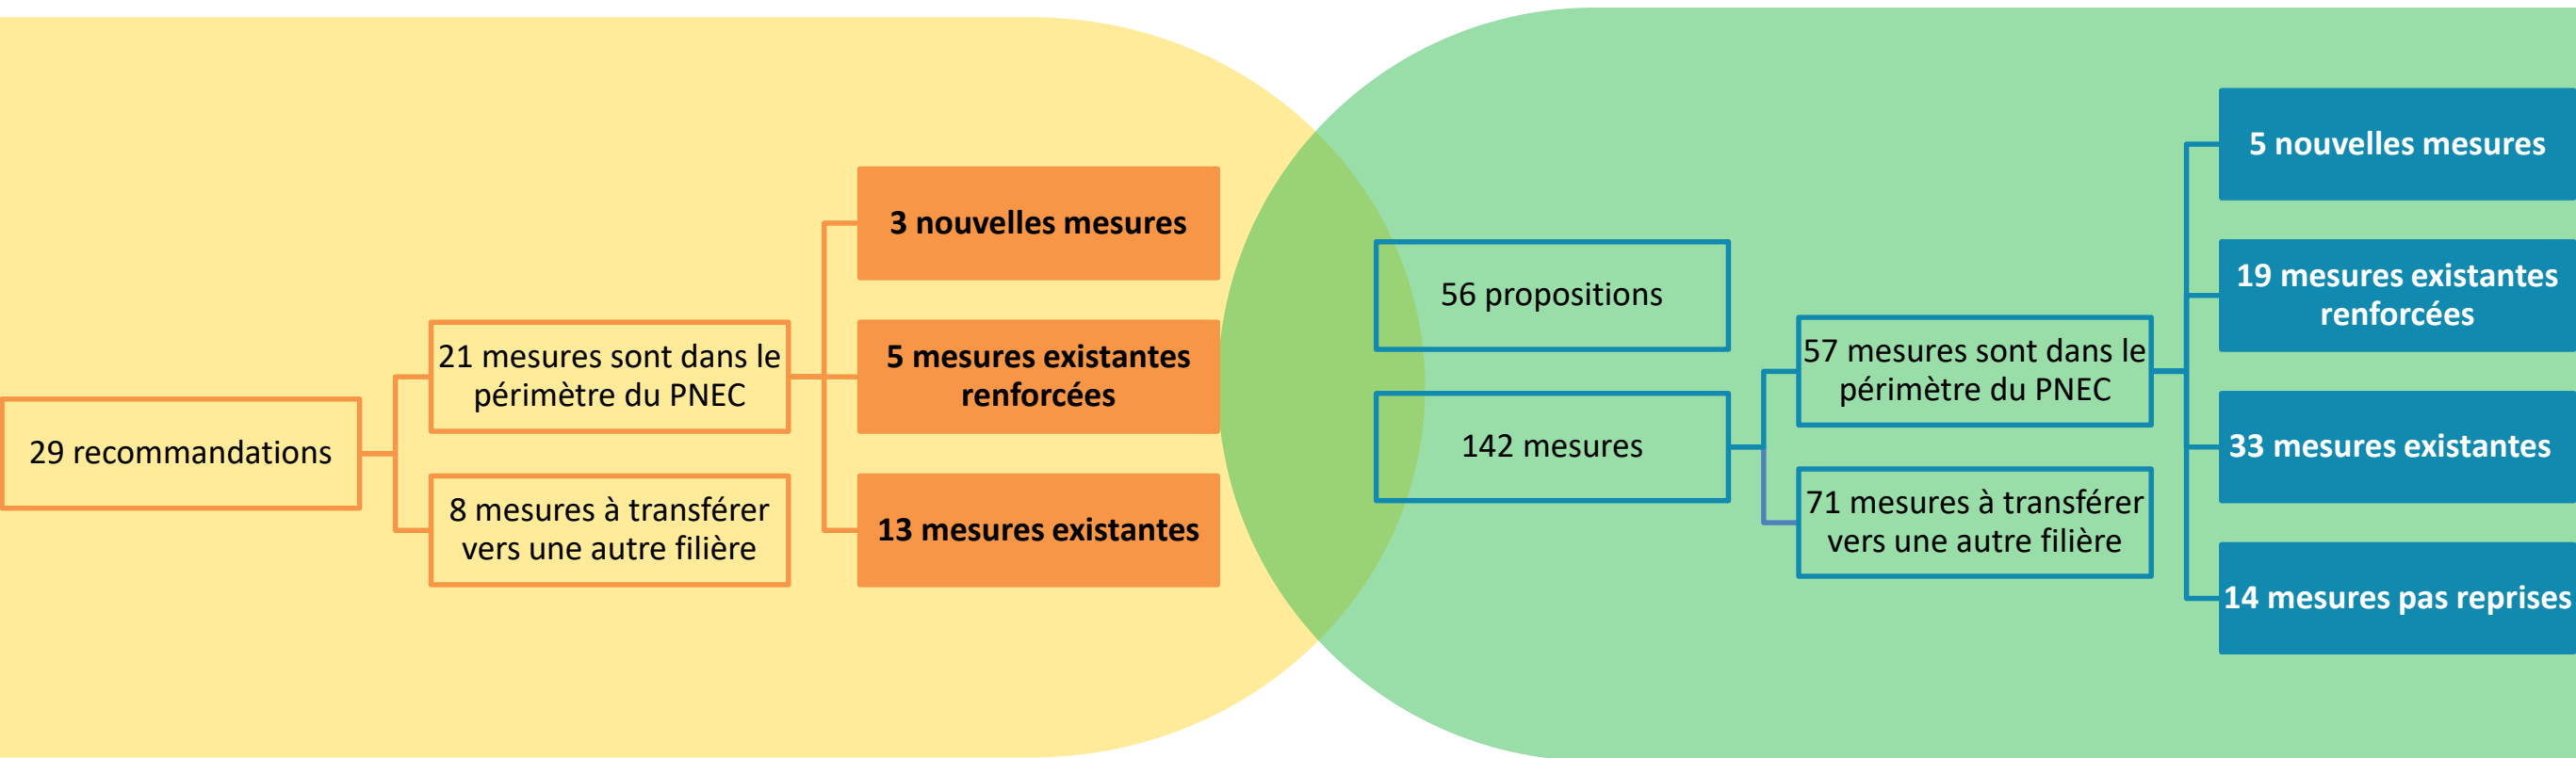 29 recommandations
21 mesures sont dans le
périmètre du PNEC
8 mesures à transférer
vers une autre filière
3 nouvelles mesures
5 mesures existantes
renforcées
13 mesures existantes
56 propositions
142 mesures
57 mesures sont dans le
périmètre du PNEC
71 mesures à transférer
vers une autre filière
5 nouvelles mesures
19 mesures existantes
renforcées
33 mesures existantes
14 mesures pas reprises